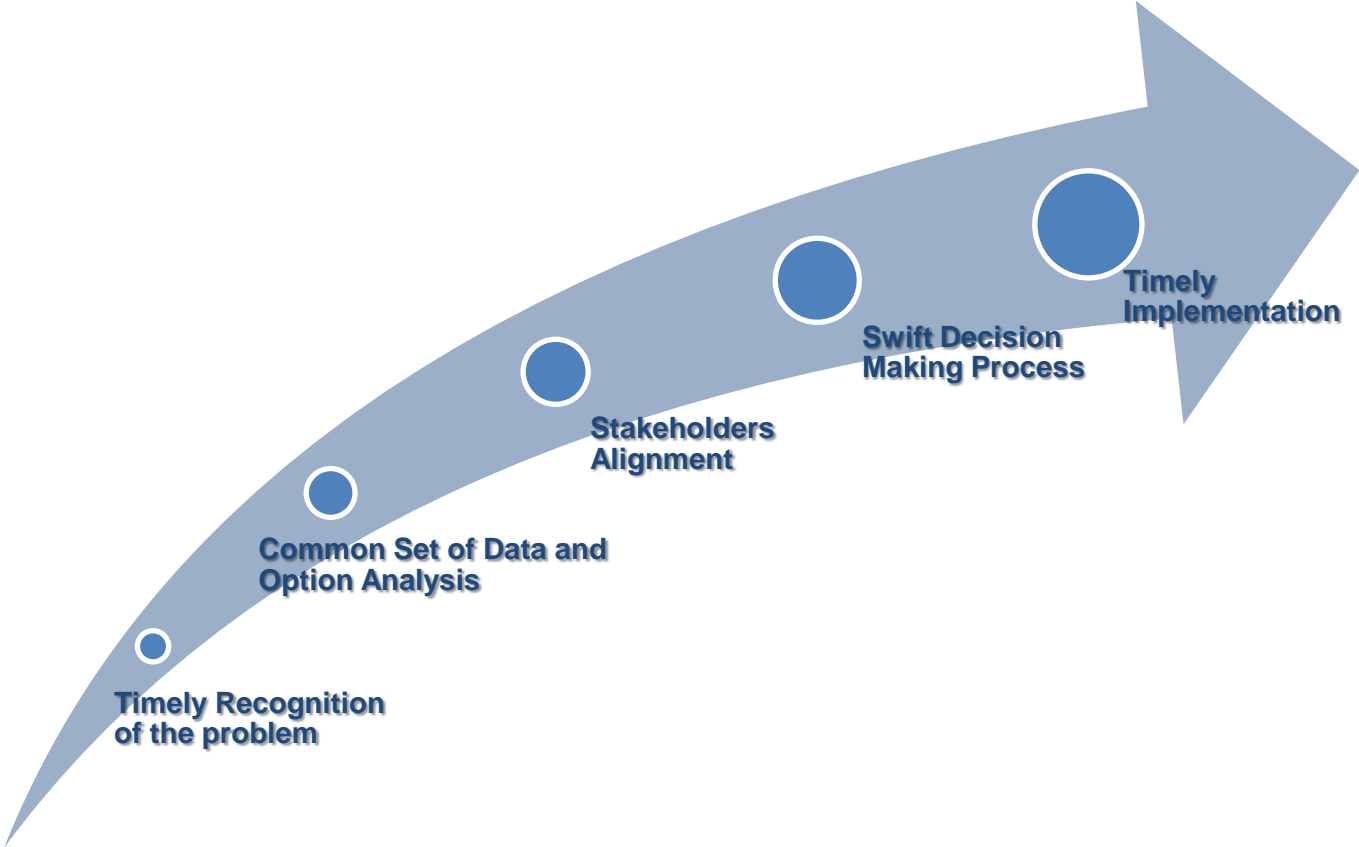 Timely
Implementation
Swift Decision
Making Process
Stakeholders
Alignment
Common Set of Data and
Option Analysis
Timely Recognition
of the problem